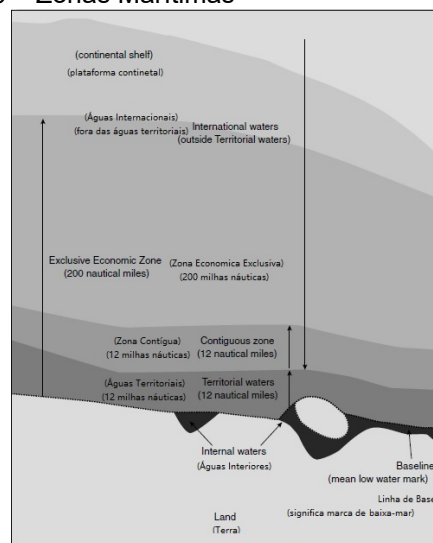 Zonas Marítimas
(continental shelf)
(plataforma continetal)
(Águas Internacionais)
(fora das águas territoriais)
International waters
(outside Territorial waters)
Exclusive Economic Zone
(200 nautical miles)
(Zona Economica Exclusiva)
(200 milhas náuticas)
(Zona Contígua)
(12 milhas náuticas)
Contiguous zone
(12 nautical miles)
(Águas Territoriais)
(12 milhas náuticas)
Territorial waters
(12 nautical miles)
Internal waters
(Águas Interiores)
Baseline
(mean low water mark)
Linha de Base
(significa marca de baixa-mar)
Land
(Terra)